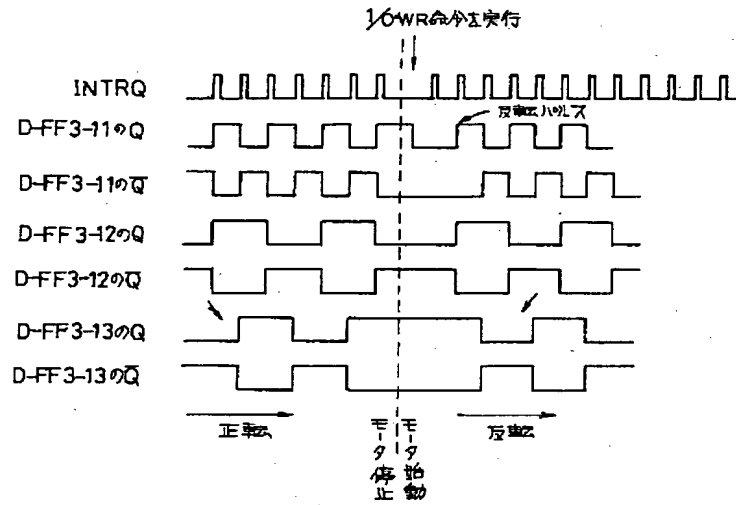 I/O WR命令を実行
INTRQ
D-FF3-11のQ
反転パルス
D-FF3-11のQ̅
D-FF3-12のQ
D-FF3-12のQ̅
D-FF3-13のQ
D-FF3-13のQ̅
正転
モータ停止
モータ始動
反転